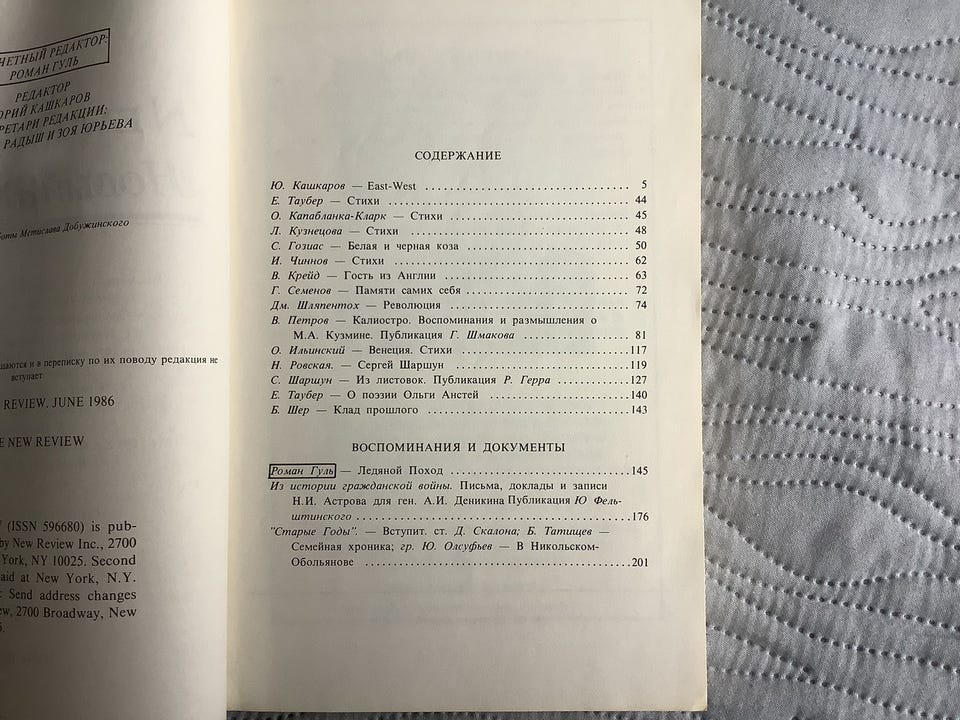 РОМАН ГУЛЬ
РЕДАКТОР
КАШКАРОВ
РЕДАКЦИИ:
РАДЫШ И ЗОЯ ЮРЬЕВА
Мстислава Добужинского
и в переписку по их поводу редакция не
вступает
REVIEW. JUNE 1986
NEW REVIEW
(ISSN 596680) is pub-
by New Review Inc., 2700
York, NY 10025. Second
at New York, N.Y.
Send address changes
2700 Broadway, New
СОДЕРЖАНИЕ
Ю. Кашкаров — East-West 5
Е. Таубер — Стихи 44
О. Капабланка-Кларк — Стихи 45
Л. Кузнецова — Стихи 48
С. Гозиас — Белая и черная коза 50
И. Чиннов — Стихи 62
В. Крейд — Гость из Англии 63
Г. Семенов — Памяти самих себя 72
Дм. Шляпентох — Революция 74
В. Петров — Калиостро. Воспоминания и размышления о
М.А. Кузмине. Публикация Г. Шмакова 81
О. Ильинский — Венеция. Стихи 117
Н. Ровская. — Сергей Шаршун 119
С. Шаршун — Из листовок. Публикация Р. Герра 127
Е. Таубер — О поэзии Ольги Анстей 140
Б. Шер — Клад прошлого 143
ВОСПОМИНАНИЯ И ДОКУМЕНТЫ
Роман Гуль — Ледяной Поход 145
Из истории гражданской войны. Письма, доклады и записи
Н.И. Астрова для ген. А.И. Деникина Публикация Ю Фель-
штинского 176
"Старые Годы". — Вступит. ст. Д. Скалона; Б. Татищев —
Семейная хроника; гр. Ю. Олсуфьев — В Никольском-
Обольянове 201